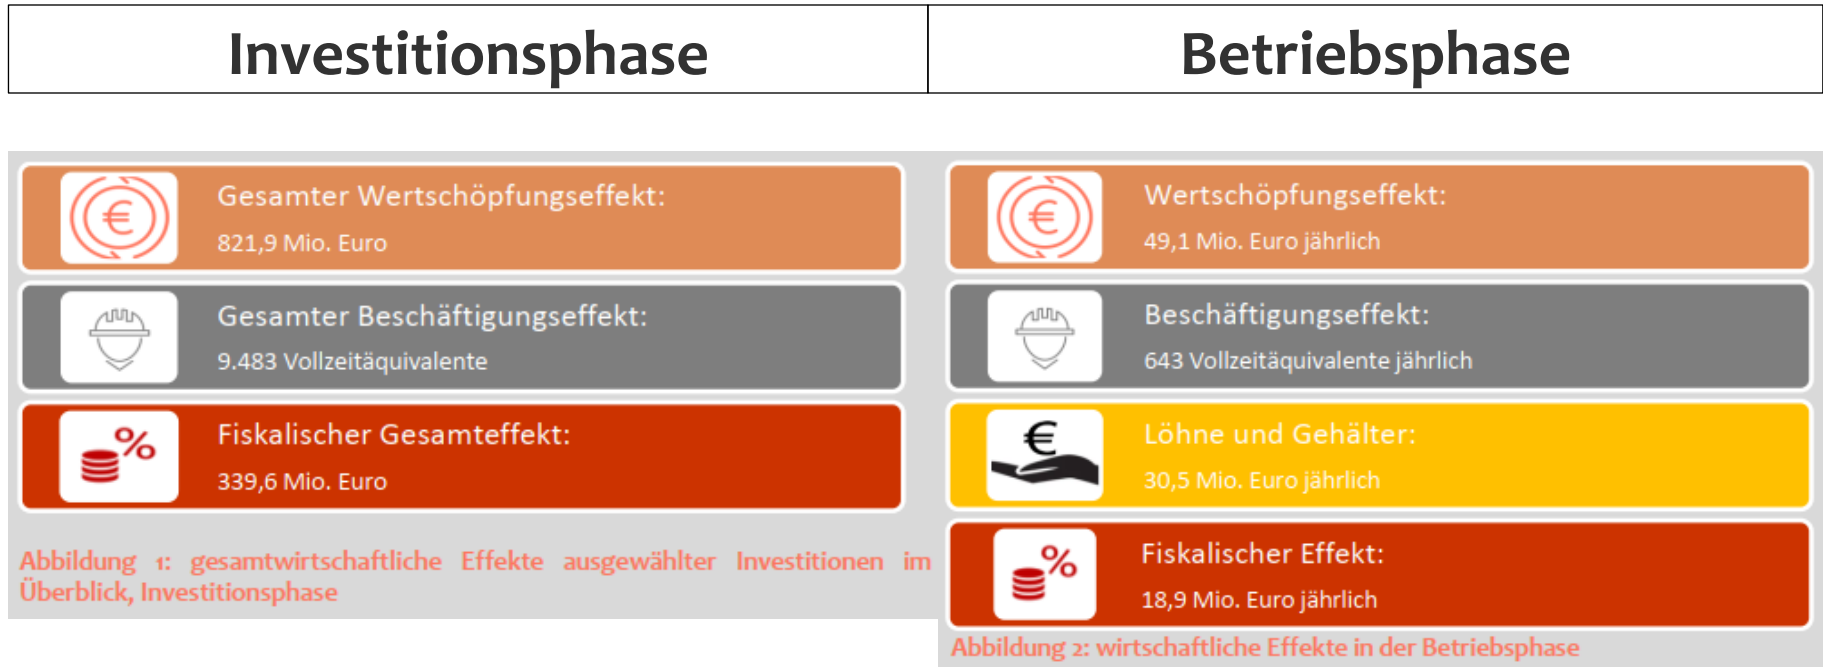 Investitionsphase
Betriebsphase
Gesamter Wertschöpfungseffekt:
821,9 Mio. Euro
Gesamter Beschäftigungseffekt:
9.483 Vollzeitäquivalente
Fiskalischer Gesamteffekt:
339,6 Mio. Euro
Abbildung 1: gesamtwirtschaftliche Effekte ausgewählter Investitionen im
Überblick, Investitionsphase
Wertschöpfungseffekt:
49,1 Mio. Euro jährlich
Beschäftigungseffekt:
643 Vollzeitäquivalente jährlich
Löhne und Gehälter:
30,5 Mio. Euro jährlich
Fiskalischer Effekt:
18,9 Mio. Euro jährlich
Abbildung 2: wirtschaftliche Effekte in der Betriebsphase